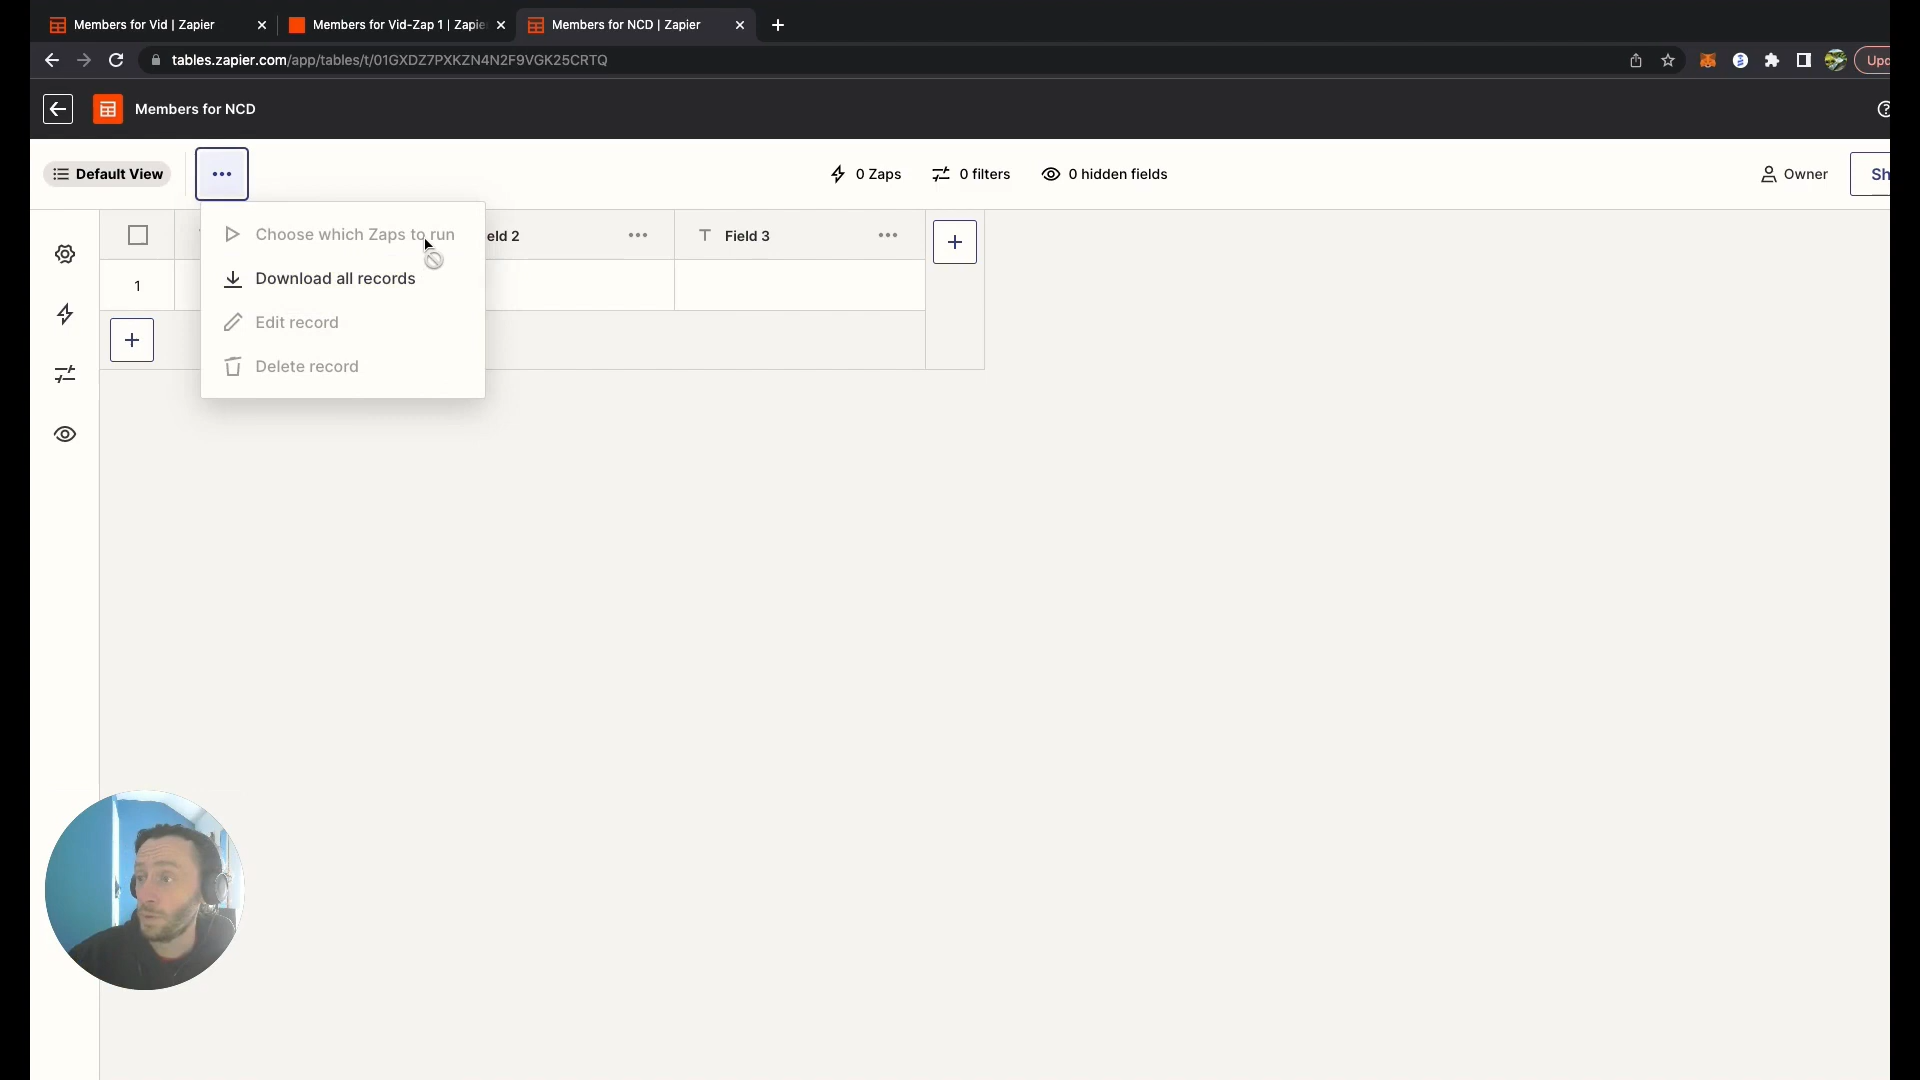 Members for Vid | Zapier
Members for Vid-Zap 1 | Zapie
Members for NCD | Zapier
tables.zapier.com/app/tables/t/01GXDZ7PXKZN4N2F9VGK25CRTQ
Upd
Members for NCD
Default View
0 Zaps
0 filters
0 hidden fields
Owner
Sh
Choose which Zaps to run
Download all records
Edit record
Delete record
eld 2
Field 3
1